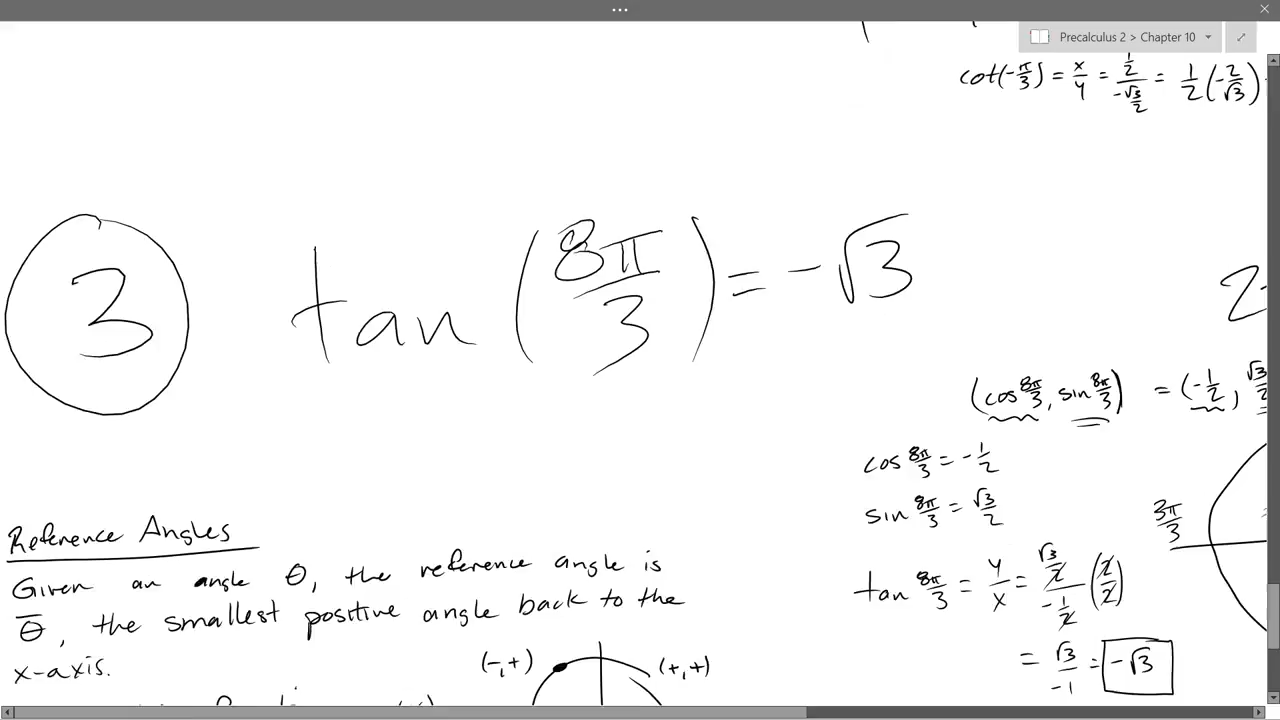 Precalculus 2 > Chapter 10
cot(-π/3) = x/y = (1/2)/(-√3/2) = 1/2(-2/√3)
3 tan(8π/3) = -√3
(cos 8π/3, sin 8π/3) = (-1/2, √3/2
cos 8π/3 = -1/2
sin 8π/3 = √3/2
3π/3
tan 8π/3 = y/x = (√3/2)/(-1/2) (2/2)
= √3/-1 = -√3
Reference Angles
Given an angle θ, the reference angle is
θ̅, the smallest positive angle back to the
x-axis.
(-,+) (+,+)